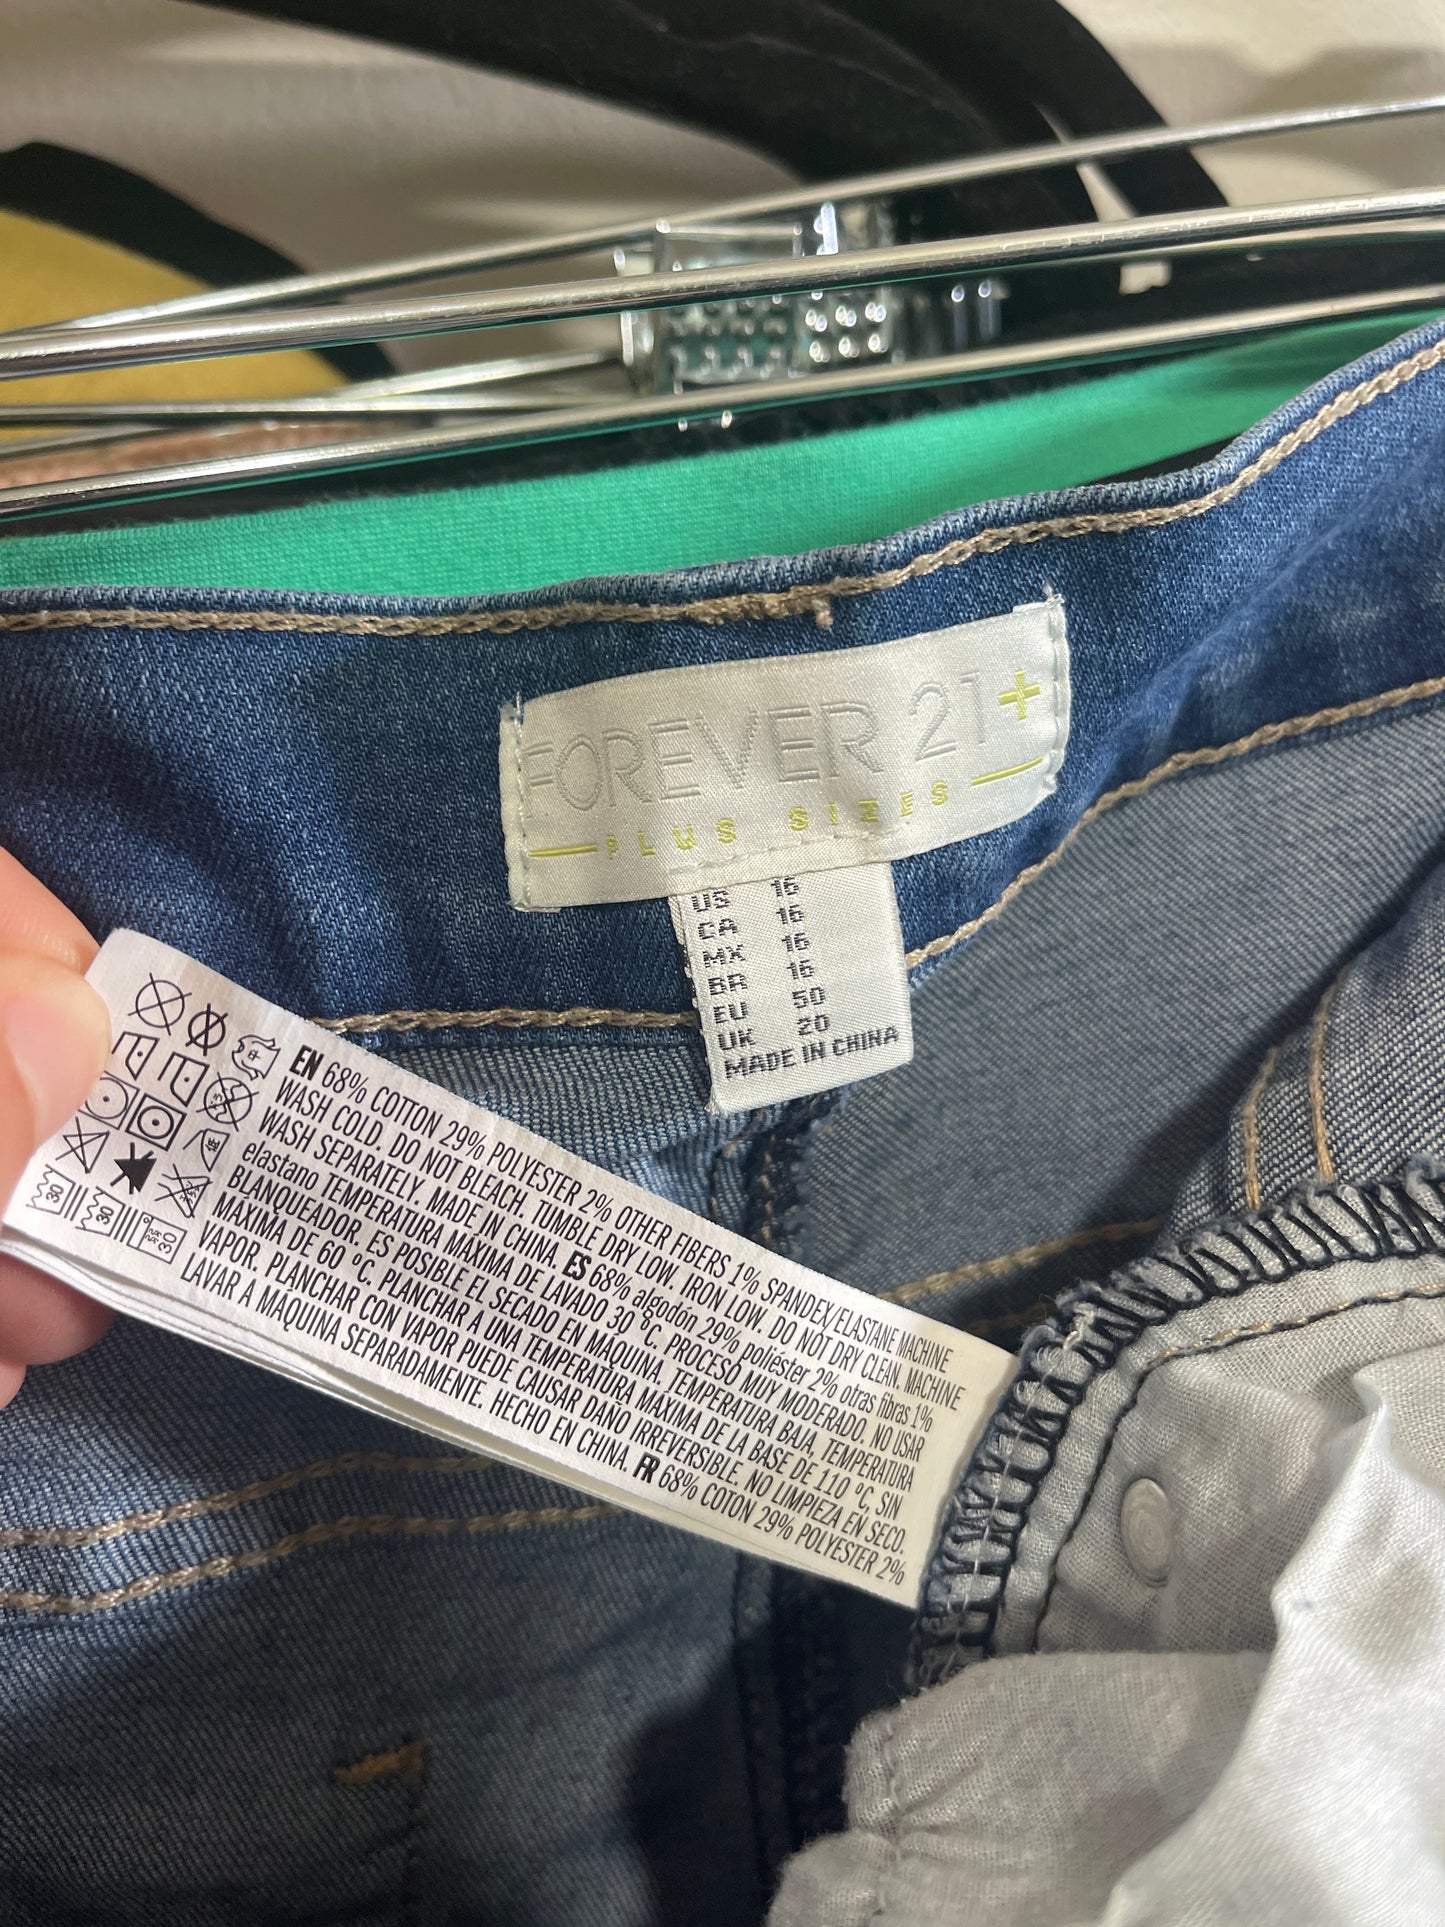 FOREVER 21+
PLUS SIZES
US 16
CA 16
MX 16
BR 16
EU 50
UK 20
MADE IN CHINA
EN 68% COTTON 29% POLYESTER 2% OTHER FIBERS 1% SPANDEX/ELASTANE MACHINE
WASH COLD. DO NOT BLEACH. TUMBLE DRY LOW. IRON LOW. DO NOT DRY CLEAN. MACHINE
WASH SEPARATELY. MADE IN CHINA. ES 68% algodón 29% poliéster 2% otras fibras 1%
elastano TEMPERATURA MÁXIMA DE LAVADO 30 °C. PROCESO MUY MODERADO. NO USAR
BLANQUEADOR. ES POSIBLE EL SECADO EN MÁQUINA, TEMPERATURA BAJA, TEMPERATURA
MÁXIMA DE 60 °C. PLANCHAR A UNA TEMPERATURA MÁXIMA DE LA BASE DE 110 °C, SIN
VAPOR. PLANCHAR CON VAPOR PUEDE CAUSAR DAÑO IRREVERSIBLE. NO LIMPIEZA EN SECO.
LAVAR A MÁQUINA SEPARADAMENTE. HECHO EN CHINA. FR 68% COTON 29% POLYESTER 2%
30
30
30